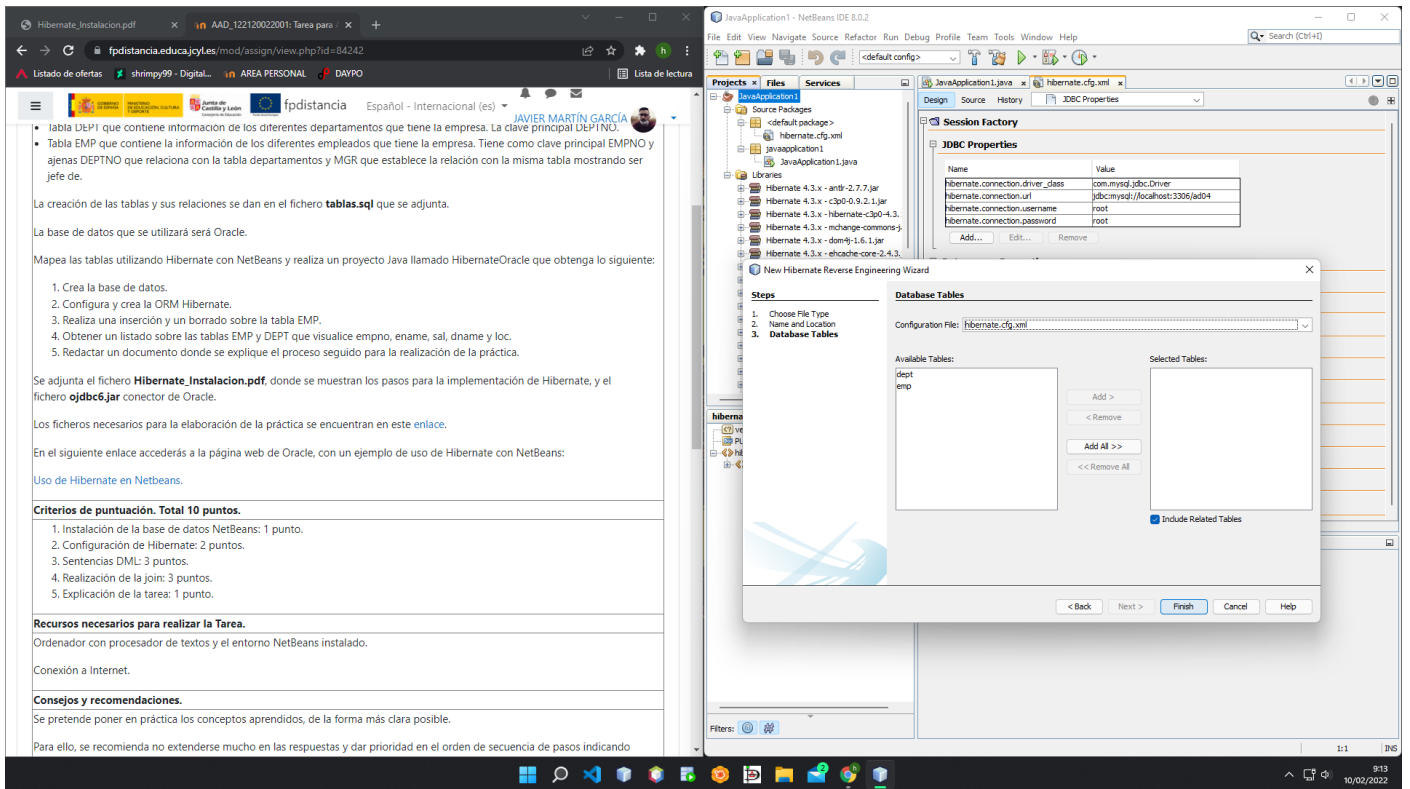 Hibernate_Instalacion.pdf
AAD_122120022001: Tarea para
fpdistancia.educa.jcyl.es/mod/assign/view.php?id=84242
Listado de ofertas
shrimpy99 - Digital...
AREA PERSONAL
DAYPO
Lista de lectura
fpdistancia
Español - Internacional (es)
JAVIER MARTÍN GARCÍA
Tabla DEPT que contiene información de los diferentes departamentos que tiene la empresa. La clave principal DEPTNO.
Tabla EMP que contiene la información de los diferentes empleados que tiene la empresa. Tiene como clave principal EMPNO y
ajenas DEPTNO que relaciona con la tabla departamentos y MGR que establece la relación con la misma tabla mostrando ser
jefe de.
La creación de las tablas y sus relaciones se dan en el fichero tablas.sql que se adjunta.
La base de datos que se utilizará será Oracle.
Mapea las tablas utilizando Hibernate con NetBeans y realiza un proyecto Java llamado HibernateOracle que obtenga lo siguiente:
1. Crea la base de datos.
2. Configura y crea la ORM Hibernate.
3. Realiza una inserción y un borrado sobre la tabla EMP.
4. Obtener un listado sobre las tablas EMP y DEPT que visualice empno, ename, sal, dname y loc.
5. Redactar un documento donde se explique el proceso seguido para la realización de la práctica.
Se adjunta el fichero Hibernate_Instalacion.pdf, donde se muestran los pasos para la implementación de Hibernate, y el
fichero ojdbc6.jar conector de Oracle.
Los ficheros necesarios para la elaboración de la práctica se encuentran en este enlace.
En el siguiente enlace accederás a la página web de Oracle, con un ejemplo de uso de Hibernate con NetBeans:
Uso de Hibernate en Netbeans.
Criterios de puntuación. Total 10 puntos.
1. Instalación de la base de datos NetBeans: 1 punto.
2. Configuración de Hibernate: 2 puntos.
3. Sentencias DML: 3 puntos.
4. Realización de la join: 3 puntos.
5. Explicación de la tarea: 1 punto.
Recursos necesarios para realizar la Tarea.
Ordenador con procesador de textos y el entorno NetBeans instalado.
Conexión a Internet.
Consejos y recomendaciones.
Se pretende poner en práctica los conceptos aprendidos, de la forma más clara posible.
Para ello, se recomienda no extenderse mucho en las respuestas y dar prioridad en el orden de secuencia de pasos indicando
JavaApplication1 - NetBeans IDE 8.0.2
File Edit View Navigate Source Refactor Run Debug Profile Team Tools Window Help
Search (Ctrl+I)
<default config>
Projects
Files
Services
JavaApplication1
Source Packages
<default package>
hibernate.cfg.xml
javaapplication1
JavaApplication1.java
Libraries
Hibernate 4.3.x - antlr-2.7.7.jar
Hibernate 4.3.x - c3p0-0.9.2.1.jar
Hibernate 4.3.x - hibernate-c3p0-4.3.
Hibernate 4.3.x - mchange-commons-j
Hibernate 4.3.x - dom4j-1.6.1.jar
Hibernate 4.3.x - ehcache-core-2.4.3.
hiberna
ve
PU
hib
Filters:
JavaApplication1.java
hibernate.cfg.xml
Design
Source
History
JDBC Properties
Session Factory
JDBC Properties
Name Value
hibernate.connection.driver_class com.mysql.jdbc.Driver
hibernate.connection.url jdbc:mysql://localhost:3306/ad04
hibernate.connection.username root
hibernate.connection.password root
Add... Edit... Remove
New Hibernate Reverse Engineering Wizard
Steps
1. Choose File Type
2. Name and Location
3. Database Tables
Database Tables
Configuration File: hibernate.cfg.xml
Available Tables:
dept
emp
Add >
< Remove
Add All >>
<< Remove All
Selected Tables:
Include Related Tables
< Back Next > Finish Cancel Help
1:1 INS
9:13
10/02/2022